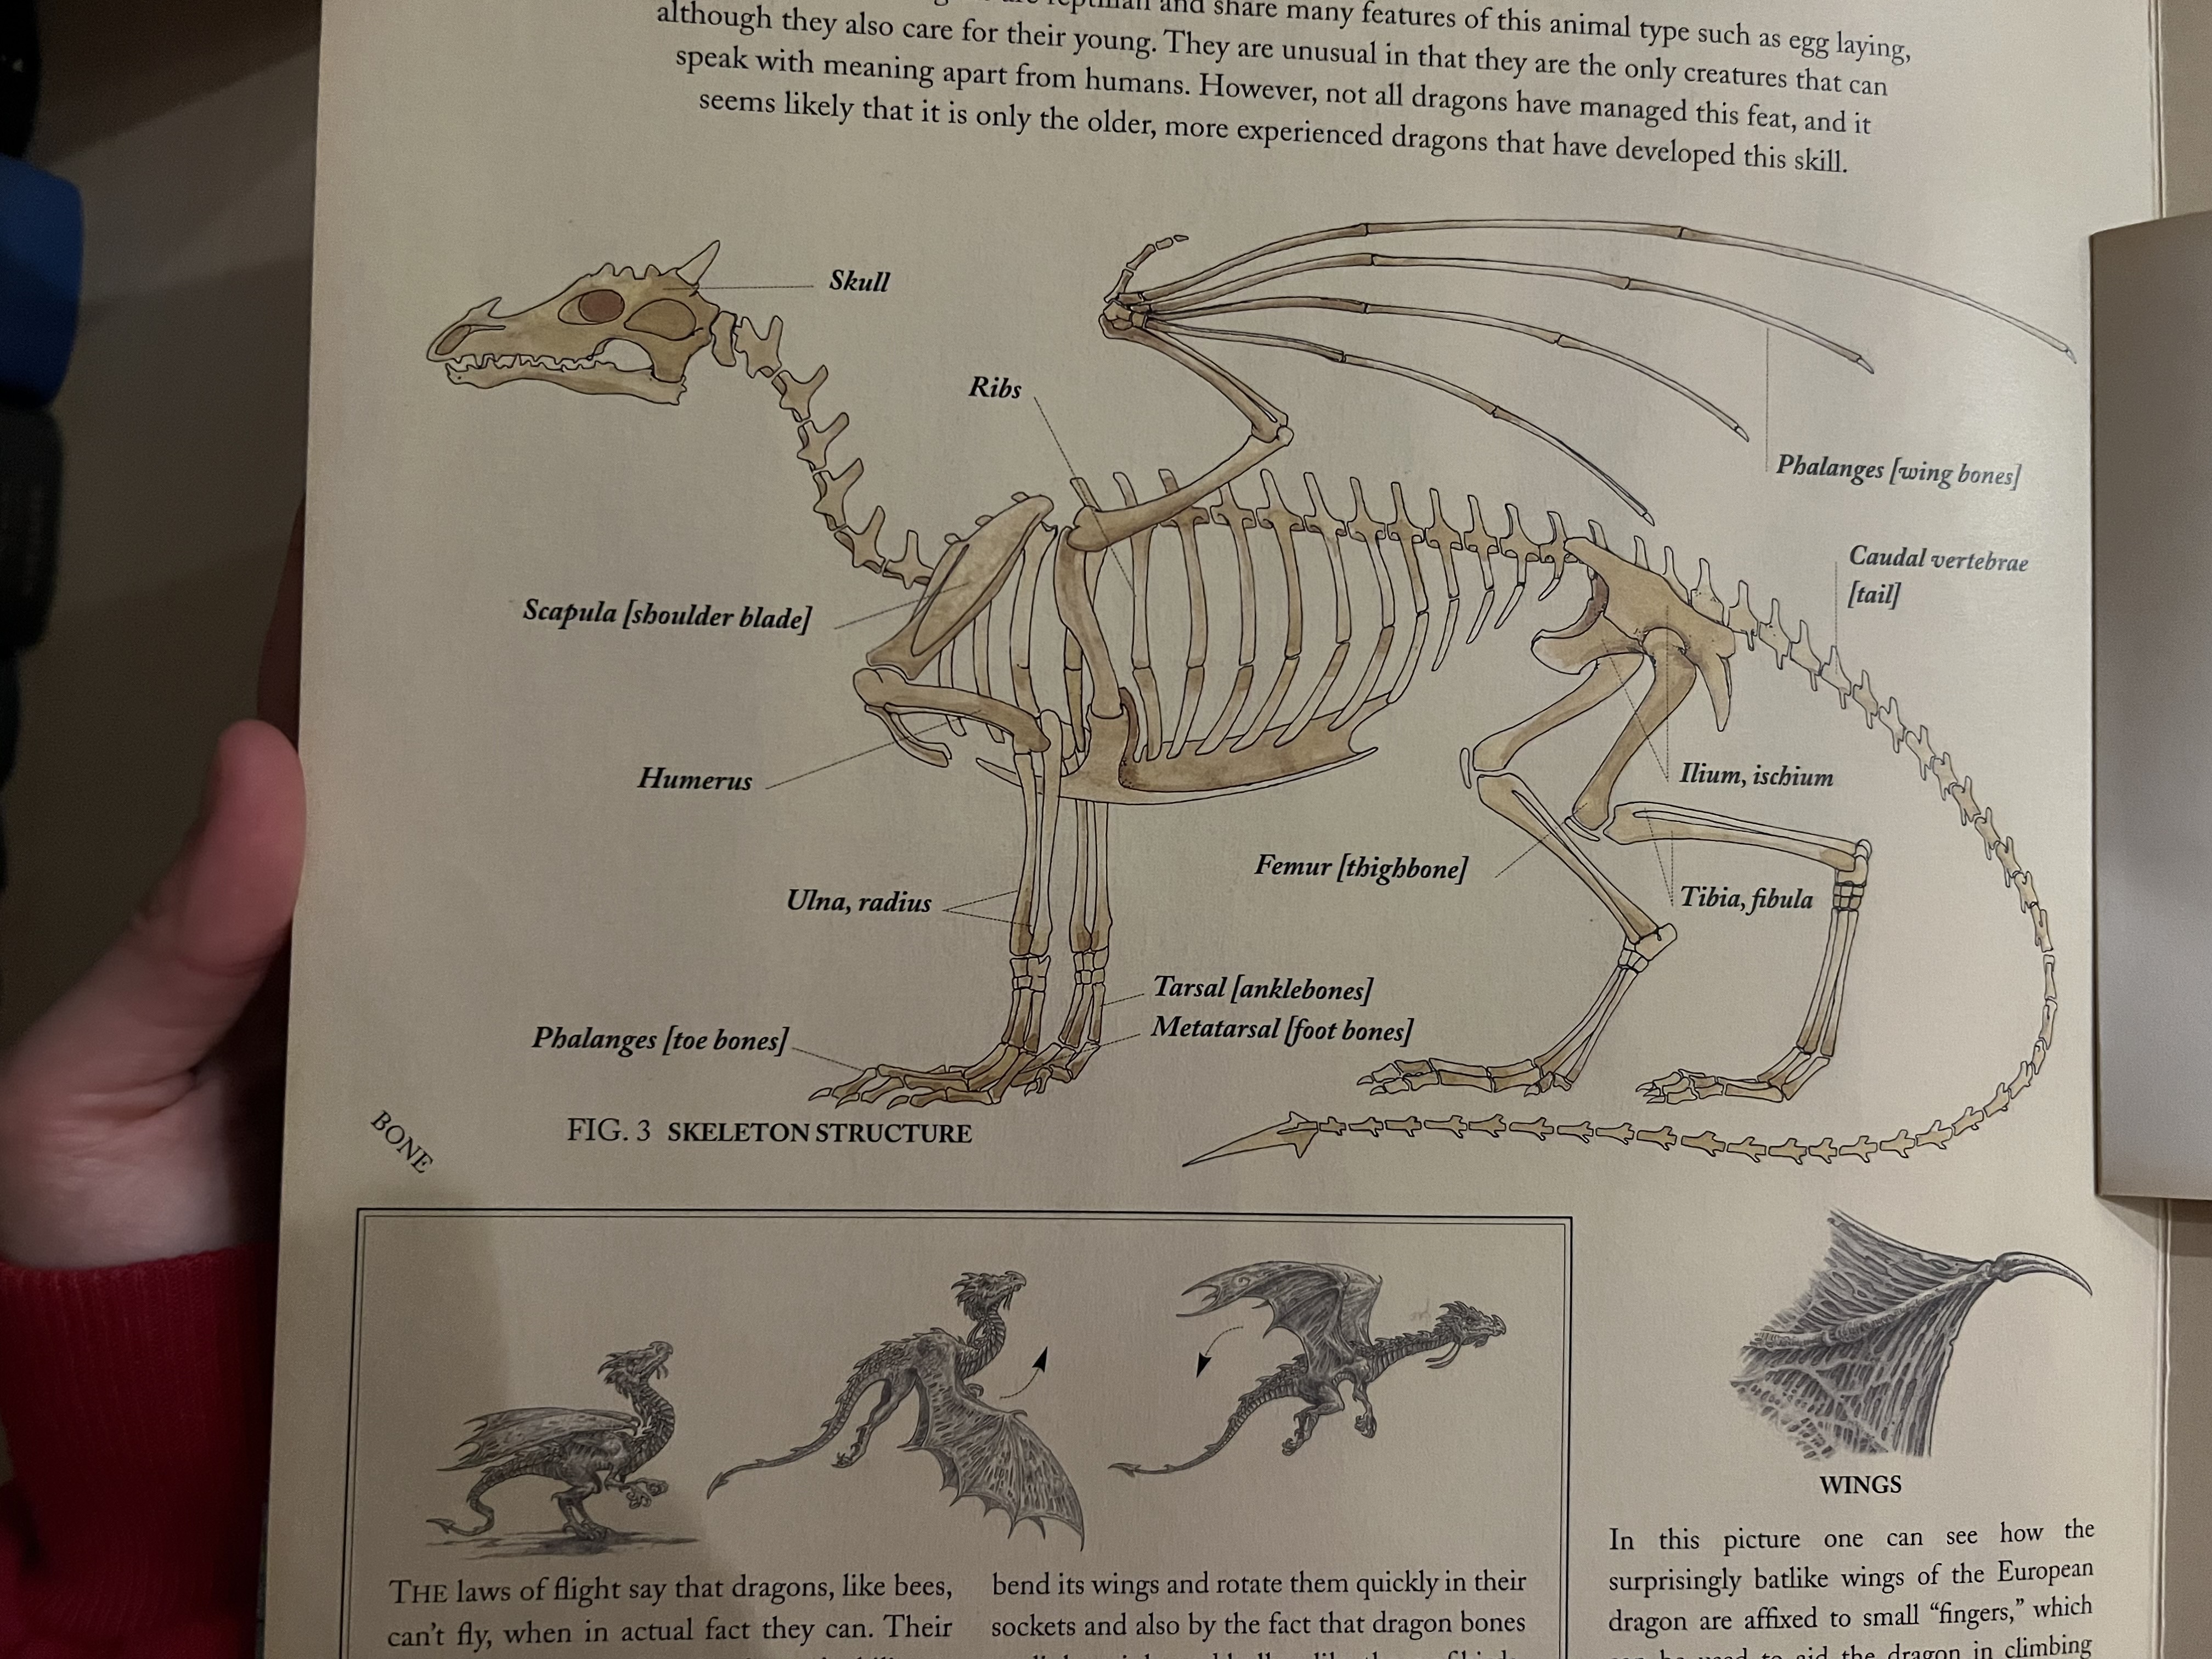 and share many features of this animal type such as egg laying,
although they also care for their young. They are unusual in that they are the only creatures that can
speak with meaning apart from humans. However, not all dragons have managed this feat, and it
seems likely that it is only the older, more experienced dragons that have developed this skill.
Skull
Ribs
Phalanges [wing bones]
Caudal vertebrae
[tail]
Scapula [shoulder blade]
Humerus
Ilium, ischium
Femur [thighbone]
Ulna, radius
Tibia, fibula
Tarsal [anklebones]
Phalanges [toe bones]
Metatarsal [foot bones]
BONE
FIG. 3 SKELETON STRUCTURE
THE laws of flight say that dragons, like bees,
can't fly, when in actual fact they can. Their
bend its wings and rotate them quickly in their
sockets and also by the fact that dragon bones
WINGS
In this picture one can see how the
surprisingly batlike wings of the European
dragon are affixed to small “fingers,” which
the dragon in climbing